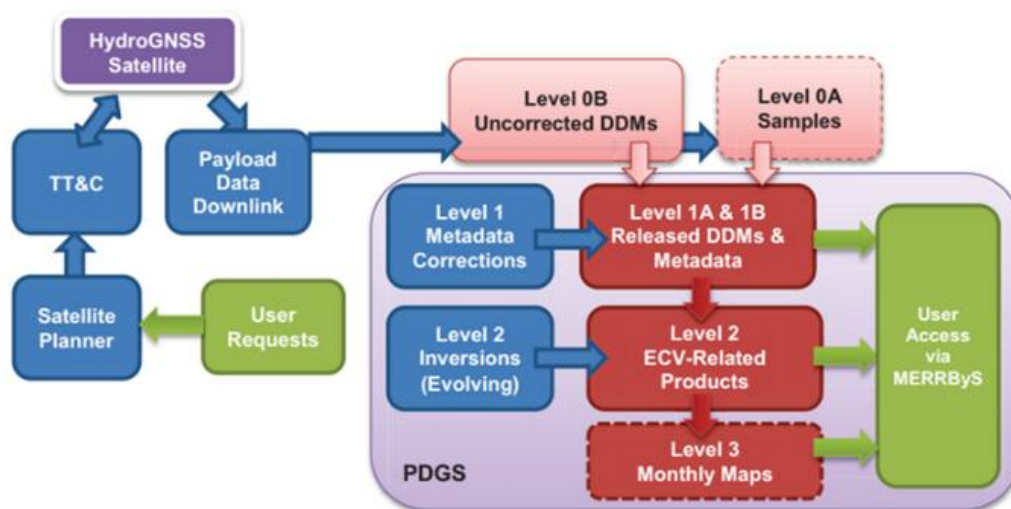 HydroGNSS
Satellite
TT&C
Payload
Data
Downlink
Satellite
Planner
User
Requests
Level 0B
Uncorrected DDMs
Level 0A
Samples
Level 1
Metadata
Corrections
Level 1A & 1B
Released DDMs &
Metadata
Level 2
Inversions
(Evolving)
Level 2
ECV-Related
Products
Level 3
Monthly Maps
User
Access
via
MERRByS
PDGS